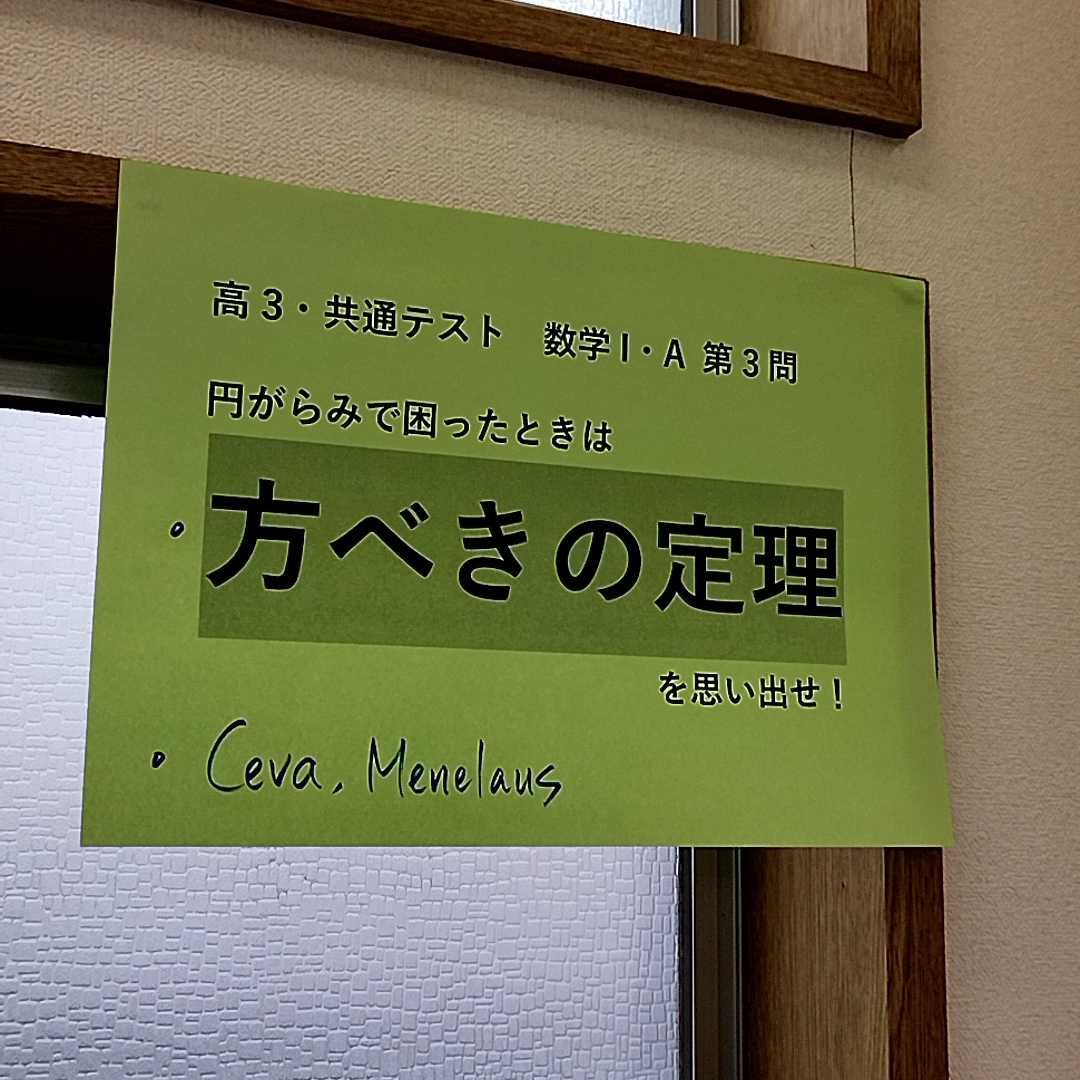 高3・共通テスト 数学I・A 第3問
円がらみで困ったときは
・方べきの定理
を思い出せ！
・Ceva, Menelaus